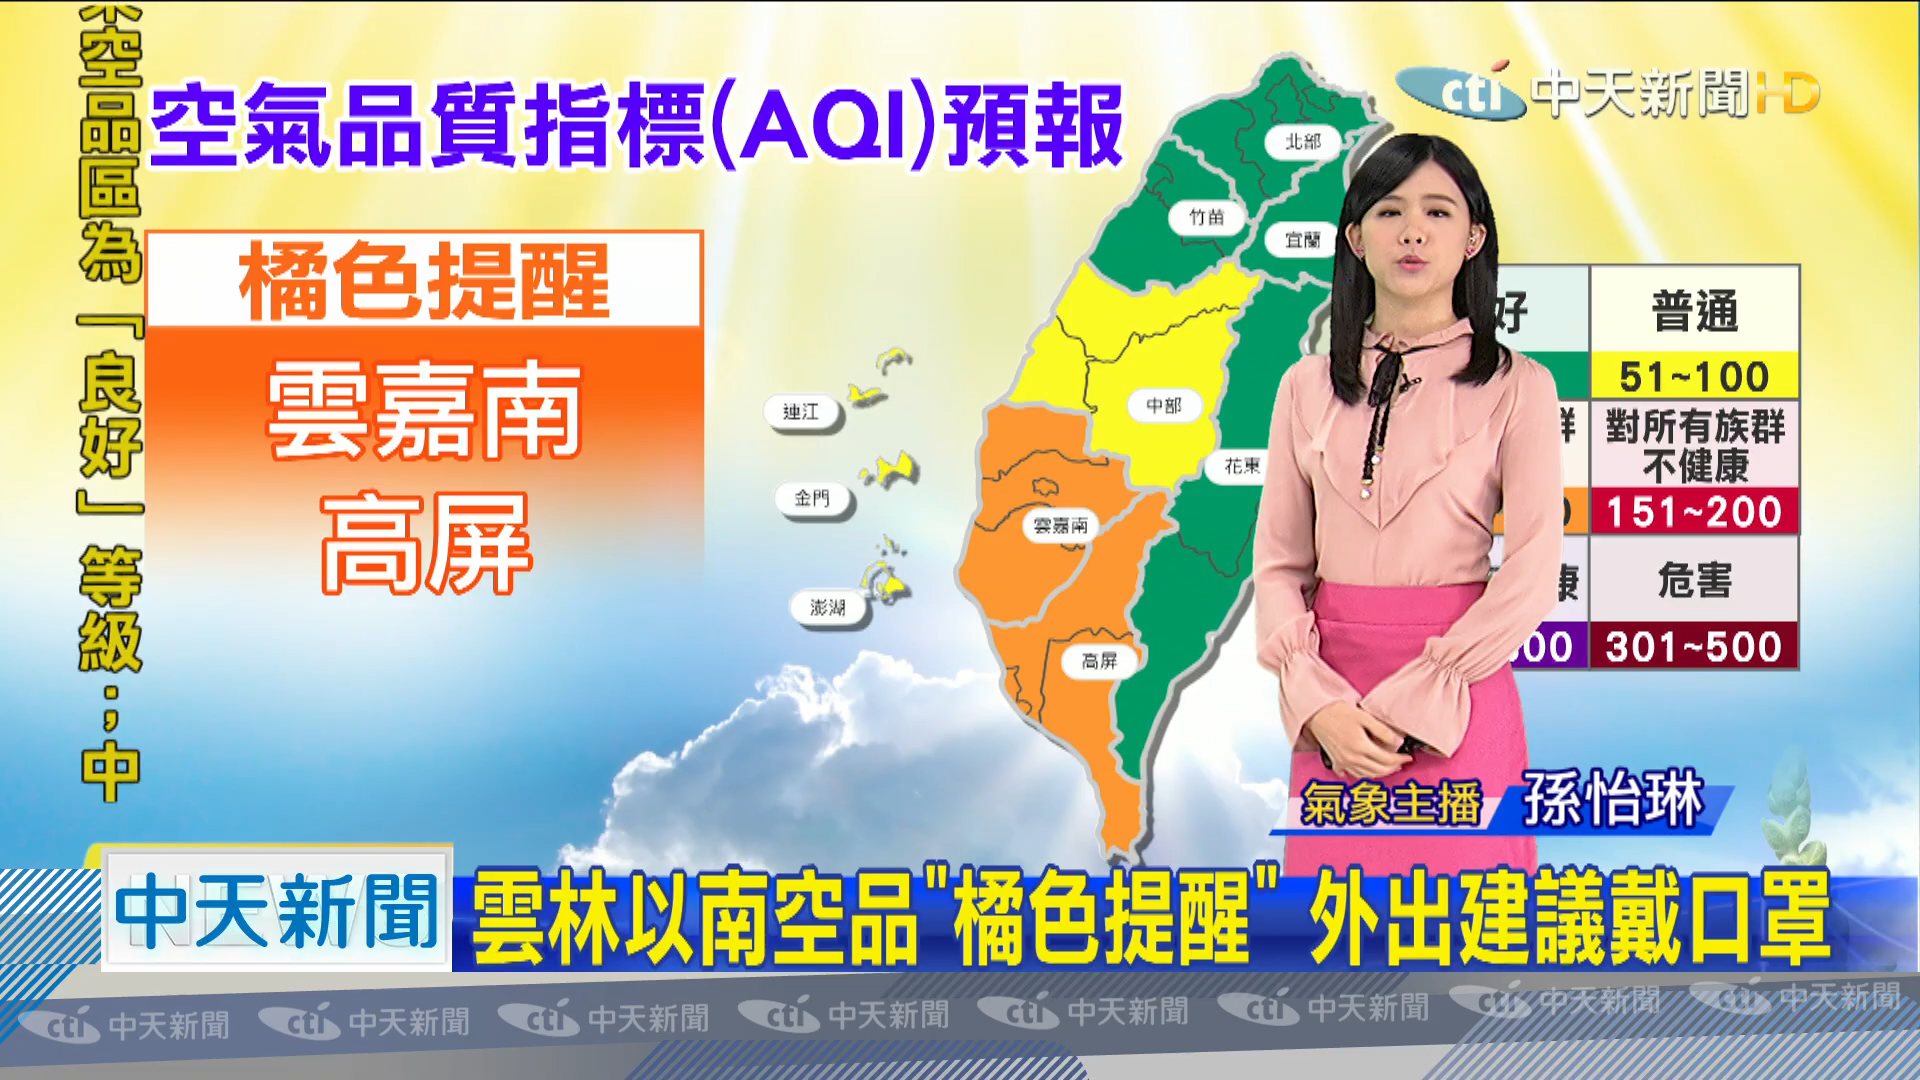 空品區為「良好」等級；中
空氣品質指標(AQI)預報
cti 中天新聞HD
橘色提醒
雲嘉南
高屏
北部
竹苗
宜蘭
中部
花東
雲嘉南
高屏
連江
金門
澎湖
好
普通
51~100
群
對所有族群
不健康
0
151~200
康
危害
00
301~500
氣象主播 孫怡琳
中天新聞
雲林以南空品"橘色提醒" 外出建議戴口罩
cti 中天新聞 cti 中天新聞 cti 中天新聞 cti 中天新聞 cti 中天新聞 cti 中天新聞 cti 中天新聞 cti 中天新聞